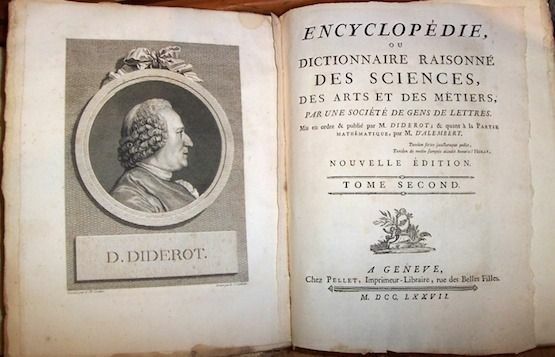 D. DIDEROT.
ENCYCLOPÉDIE,
OU
DICTIONNAIRE RAISONNÉ
DES SCIENCES,
DES ARTS ET DES MÉTIERS,
PAR UNE SOCIÉTÉ DE GENS DE LETTRES.
Mis en ordre & publié par M. DIDEROT; & quant à la PARTIE
MATHÉMATIQUE, par M. D'ALEMBERT.
Tantùm series juncturaque pollet,
Tantùm de medio sumptis accedit honoris! HORAT.
NOUVELLE ÉDITION.
TOME SECOND.
A GENEVE,
Chez PELLET, Imprimeur-Libraire, rue des Belles Filles.
M. DCC. LXXVII.